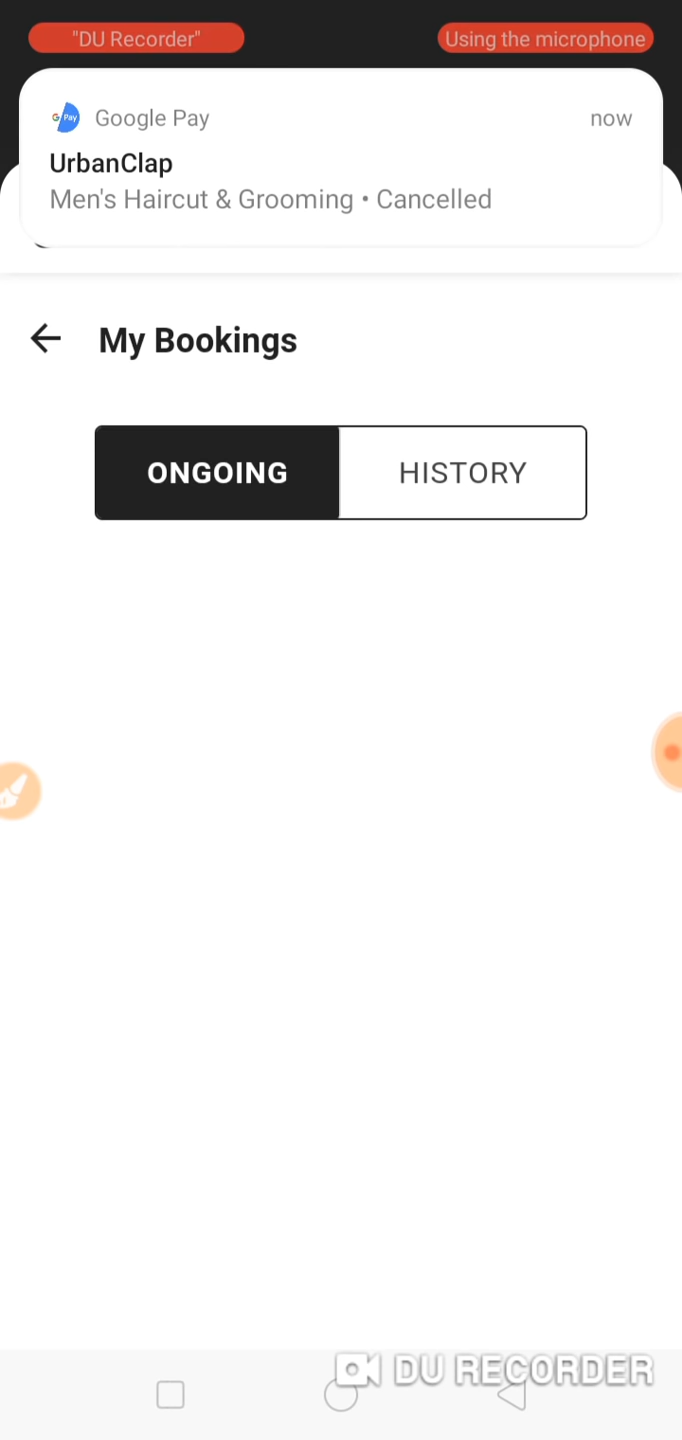 "DU Recorder"
Using the microphone
G Pay
Google Pay
now
UrbanClap
Men's Haircut & Grooming • Cancelled
My Bookings
ONGOING
HISTORY
DU RECORDER